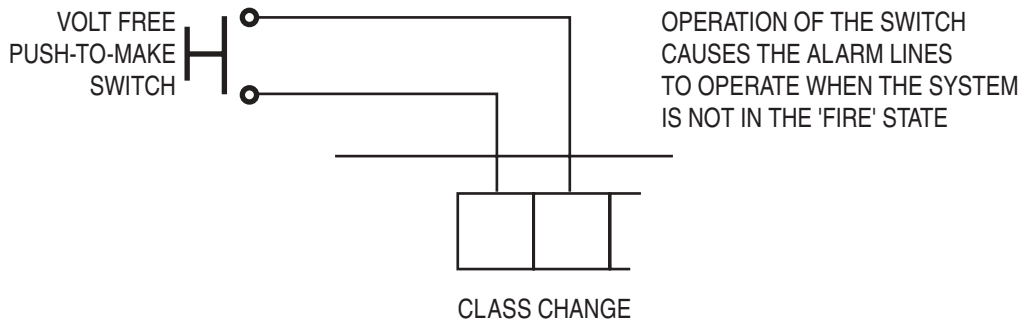 VOLT FREE
PUSH-TO-MAKE
SWITCH
OPERATION OF THE SWITCH
CAUSES THE ALARM LINES
TO OPERATE WHEN THE SYSTEM
IS NOT IN THE 'FIRE' STATE
CLASS CHANGE